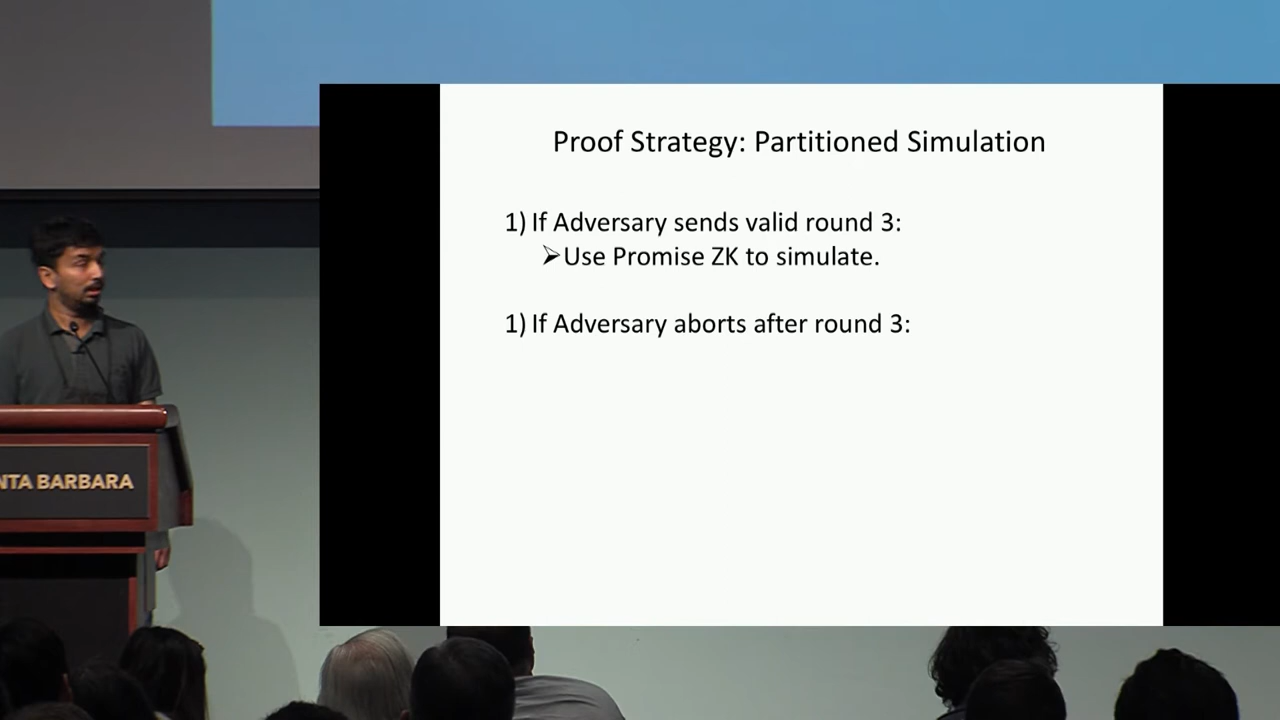 Proof Strategy: Partitioned Simulation
1) If Adversary sends valid round 3:
➢Use Promise ZK to simulate.
1) If Adversary aborts after round 3:
NTA BARBARA